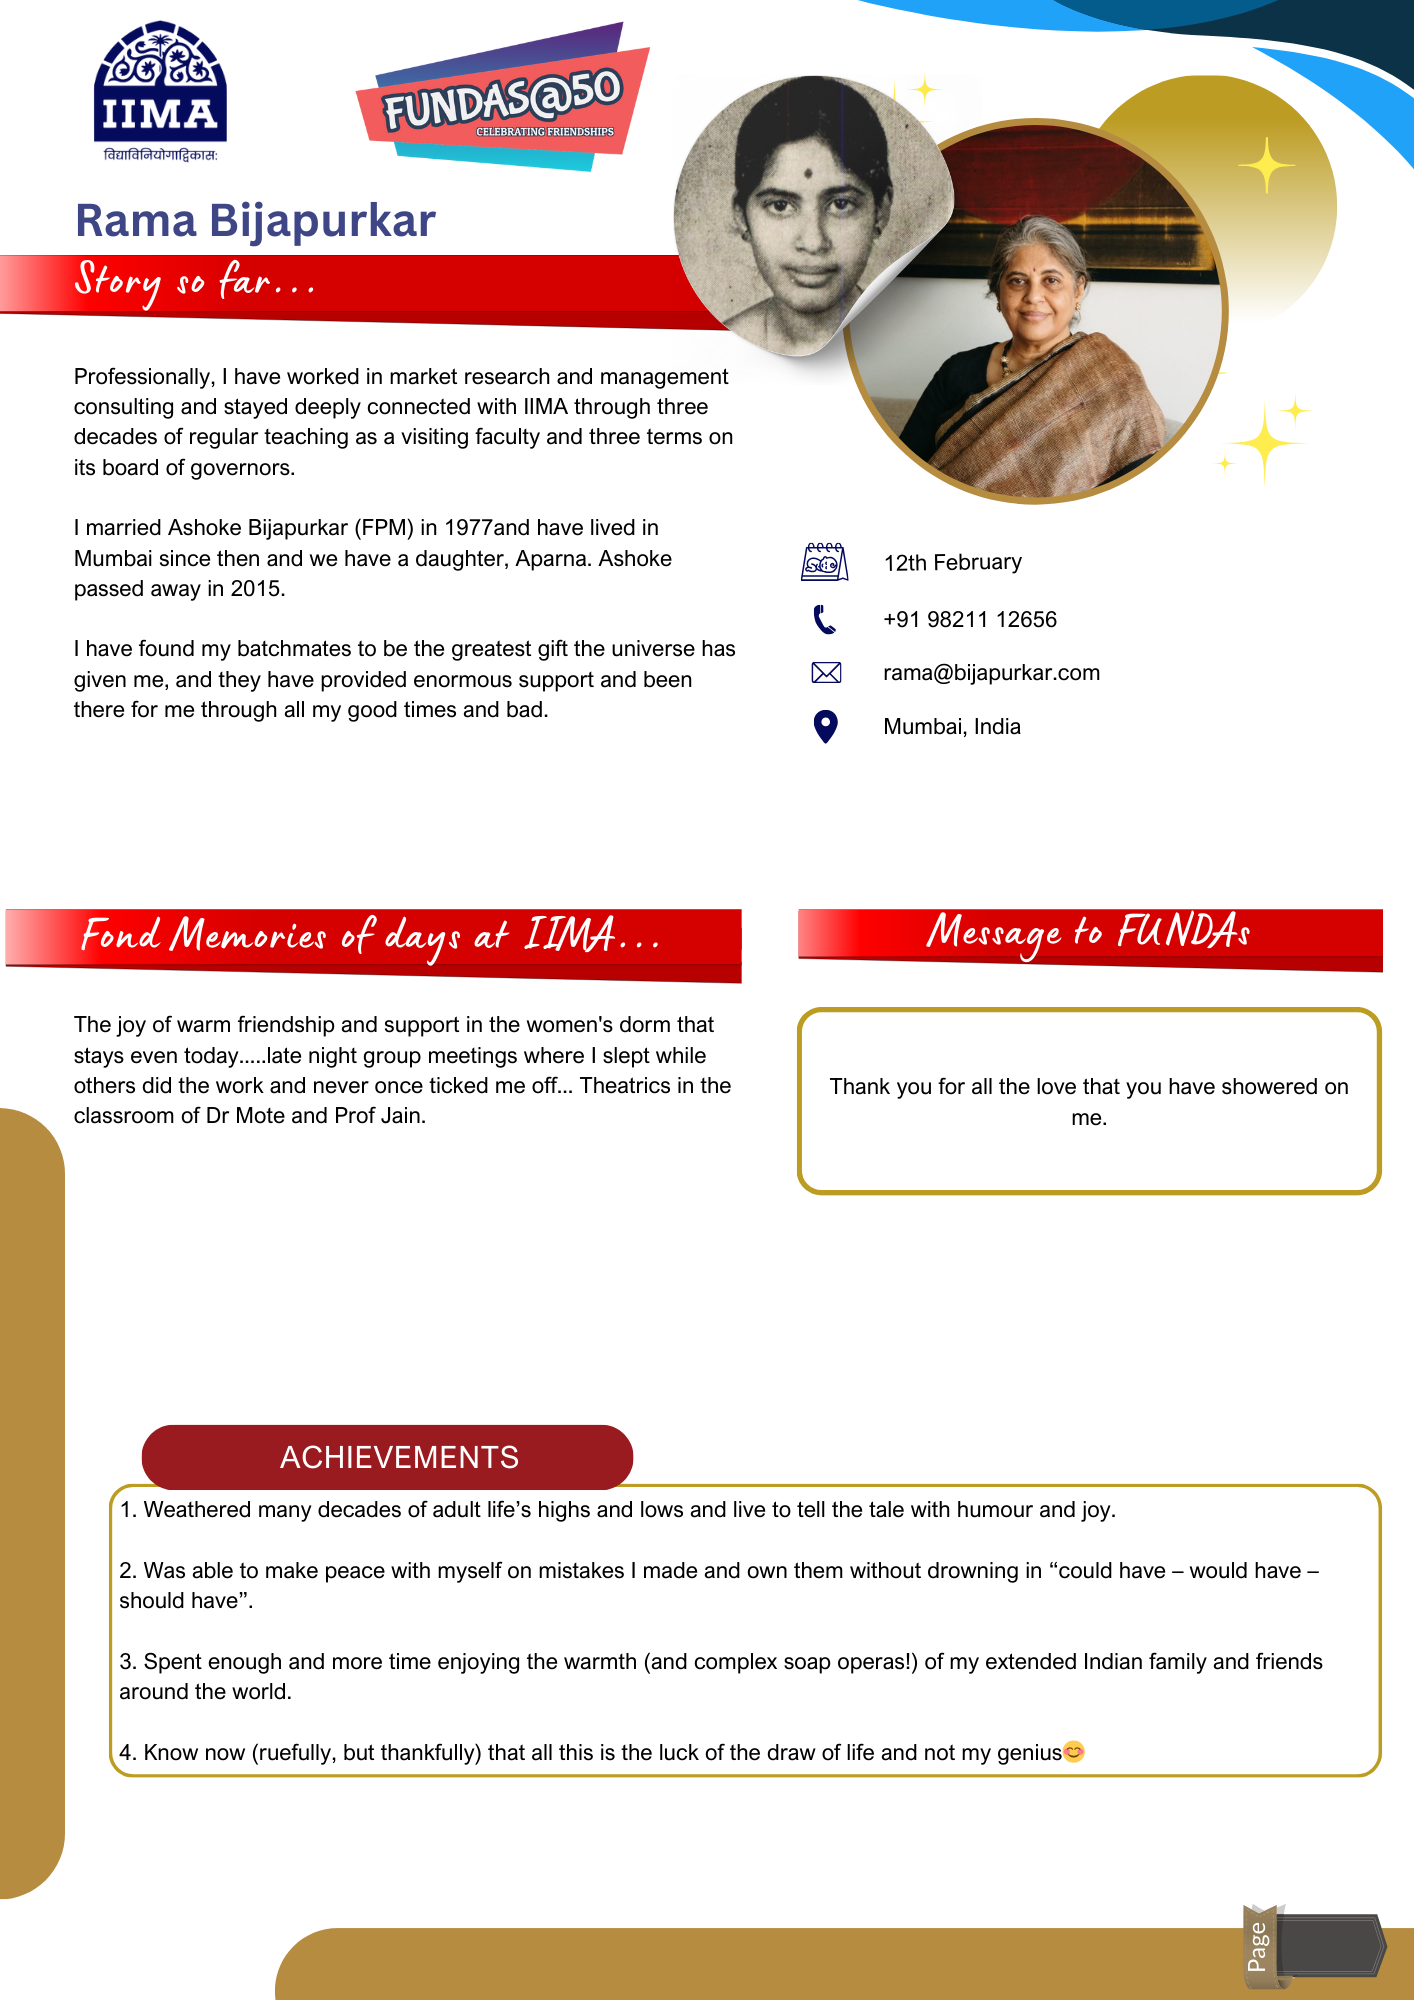 IIMA
विद्याविनियोगाद्विकास:
FUNDAS@50
CELEBRATING FRIENDSHIPS
Rama Bijapurkar
Story so far...
Professionally, I have worked in market research and management
consulting and stayed deeply connected with IIMA through three
decades of regular teaching as a visiting faculty and three terms on
its board of governors.
I married Ashoke Bijapurkar (FPM) in 1977and have lived in
Mumbai since then and we have a daughter, Aparna. Ashoke
passed away in 2015.
I have found my batchmates to be the greatest gift the universe has
given me, and they have provided enormous support and been
there for me through all my good times and bad.
12th February
+91 98211 12656
rama@bijapurkar.com
Mumbai, India
Fond Memories of days at IIMA...
The joy of warm friendship and support in the women's dorm that
stays even today.....late night group meetings where I slept while
others did the work and never once ticked me off... Theatrics in the
classroom of Dr Mote and Prof Jain.
Message to FUNDAs
Thank you for all the love that you have showered on
me.
ACHIEVEMENTS
1. Weathered many decades of adult life’s highs and lows and live to tell the tale with humour and joy.
2. Was able to make peace with myself on mistakes I made and own them without drowning in “could have – would have –
should have”.
3. Spent enough and more time enjoying the warmth (and complex soap operas!) of my extended Indian family and friends
around the world.
4. Know now (ruefully, but thankfully) that all this is the luck of the draw of life and not my genius😊
Page